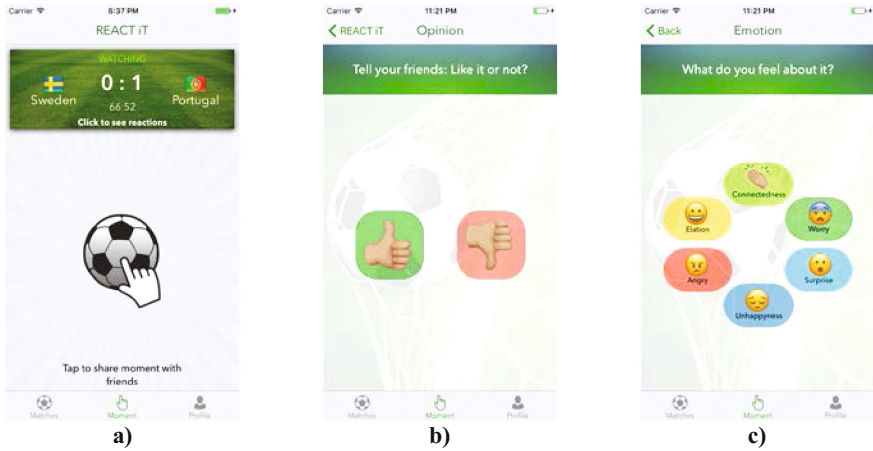 Carrier 6:37 PM
REACT iT
WATCHING
0 : 1
Sweden Portugal
66:52
Click to see reactions
Tap to share moment with
friends
Matches Moment Profile
a)
Carrier 11:21 PM
REACT iT Opinion
Tell your friends: Like it or not?
Matches Moment Profile
b)
Carrier 11:21 PM
Back Emotion
What do you feel about it?
Connectedness
Elation Worry
Angry Surprise
Unhappyness
Matches Moment Profile
c)